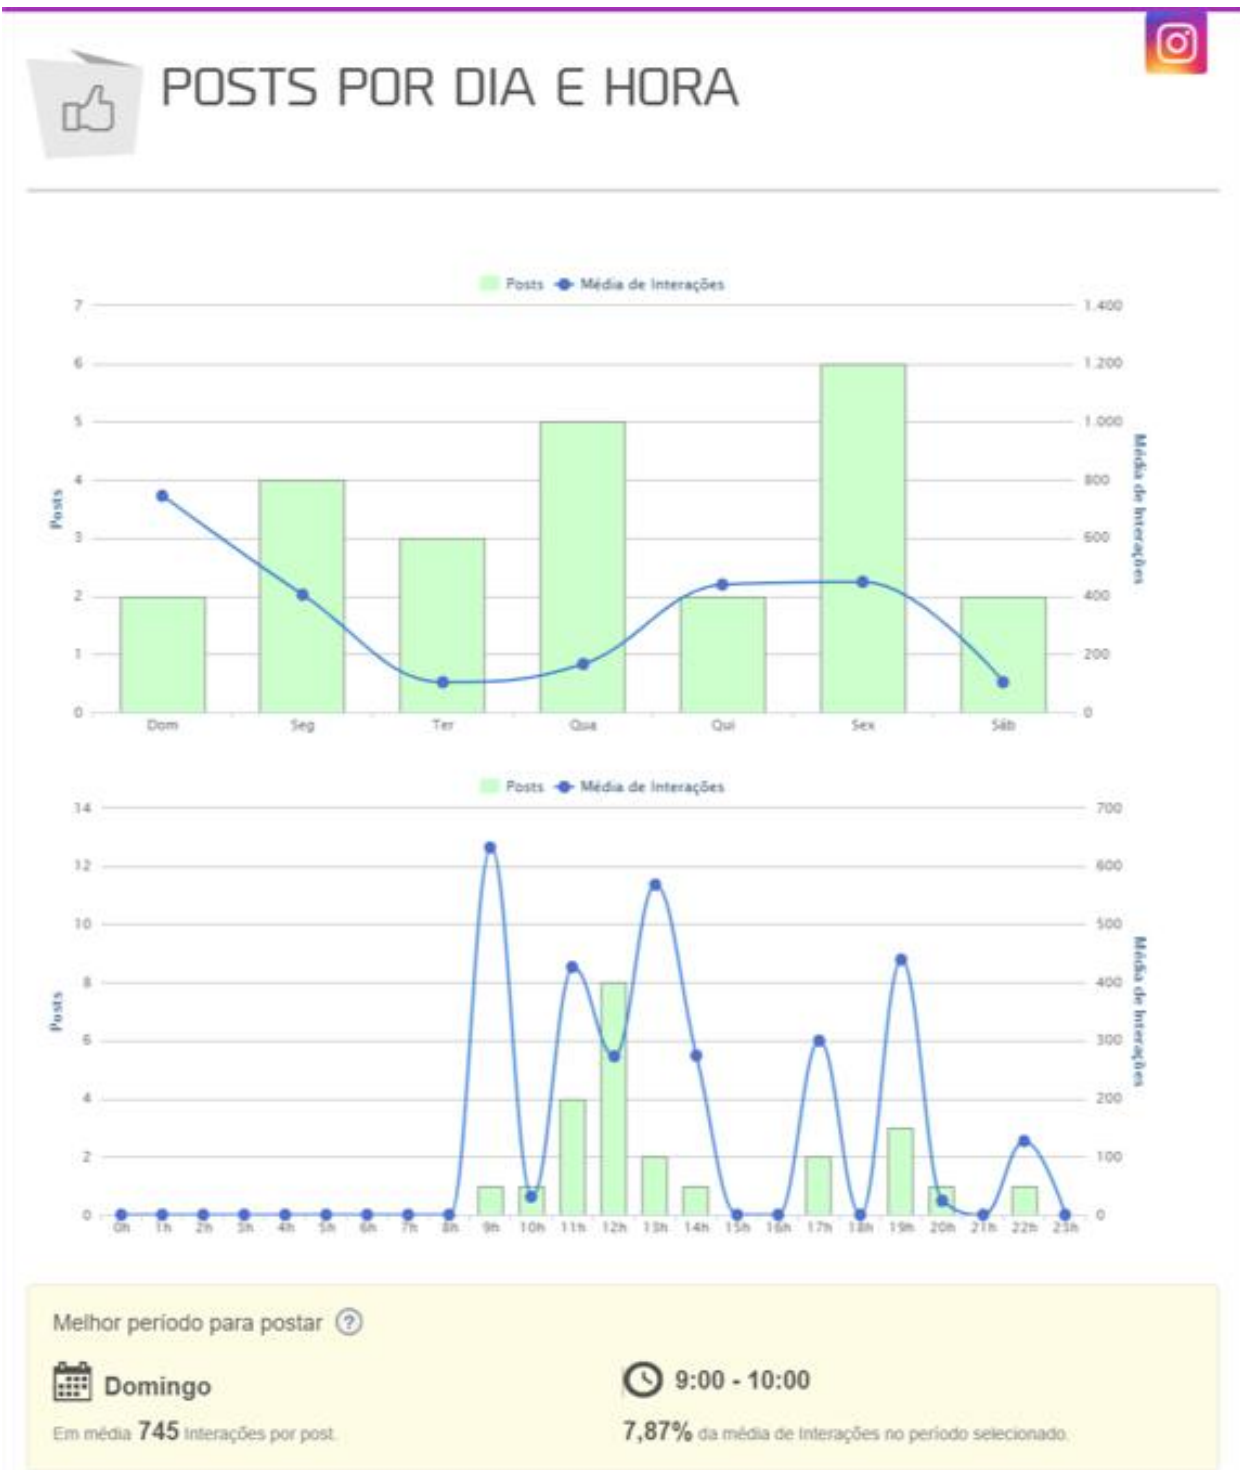 POSTS POR DIA E HORA
Posts Média de Interações
7 1.400
6 1.200
5 1.000
4 800
3 600
2 400
1 200
0 0
Posts
Média de Interações
Dom Seg Ter Qua Qui Sex Sáb
Posts Média de Interações
14 700
12 600
10 500
8 400
6 300
4 200
2 100
0 0
Posts
Média de Interações
0h 1h 2h 3h 4h 5h 6h 7h 8h 9h 10h 11h 12h 13h 14h 15h 16h 17h 18h 19h 20h 21h 22h 23h
Melhor período para postar ?
Domingo 9:00 - 10:00
Em média 745 Interações por post. 7,87% da média de Interações no período selecionado.